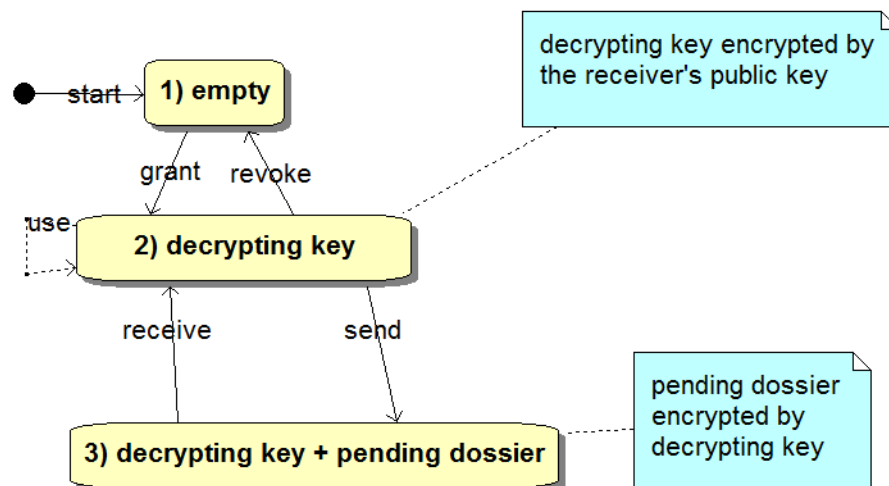 decrypting key encrypted by
the receiver's public key
start
1) empty
grant
revoke
use
2) decrypting key
receive
send
pending dossier
encrypted by
decrypting key
3) decrypting key + pending dossier